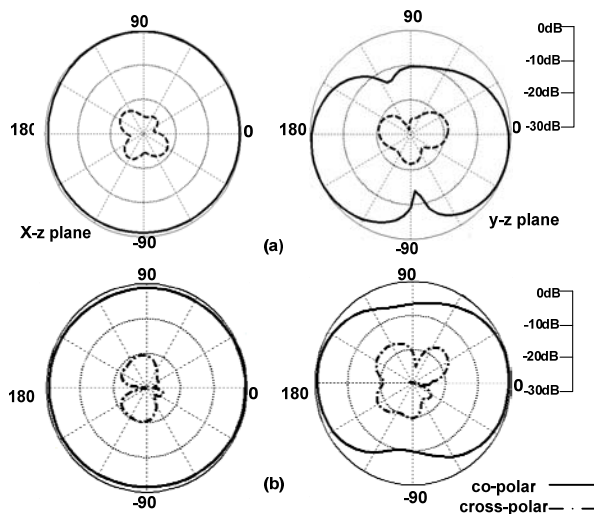 90
90
0dB
-10dB
-20dB
-30dB
180
0
180
0
X-z plane
y-z plane
-90
(a)
-90
90
90
0dB
-10dB
-20dB
-30dB
180
0
180
0
-90
(b)
-90
co-polar
cross-polar